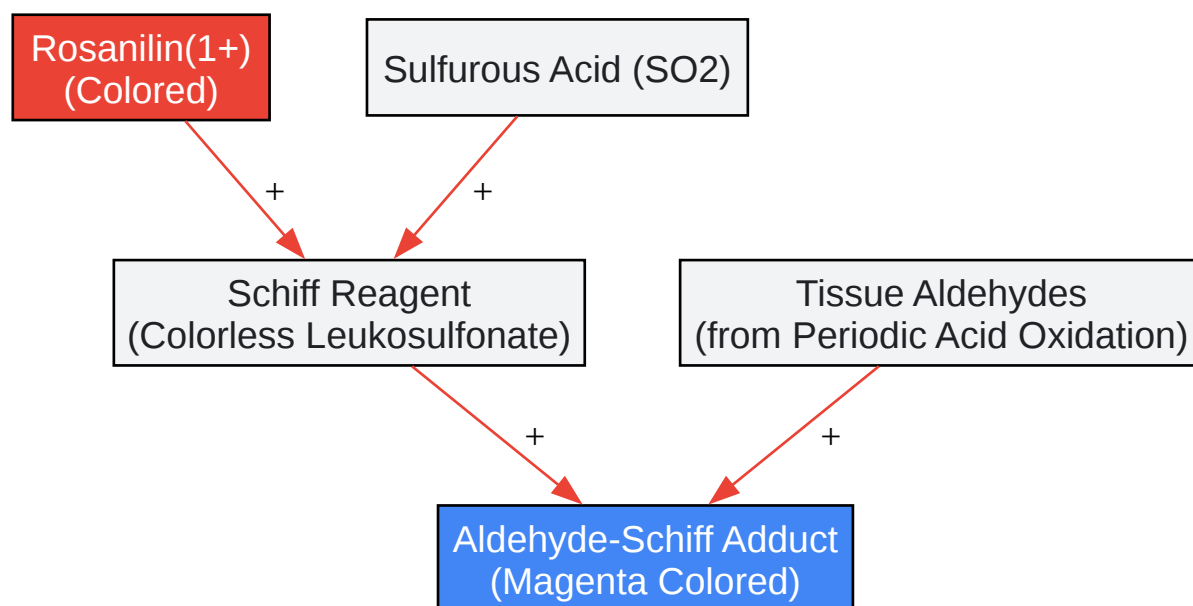 Rosanilin(1+)
(Colored)
Sulfurous Acid (SO2)
+
+
Schiff Reagent
(Colorless Leukosulfonate)
Tissue Aldehydes
(from Periodic Acid Oxidation)
+
+
Aldehyde-Schiff Adduct
(Magenta Colored)